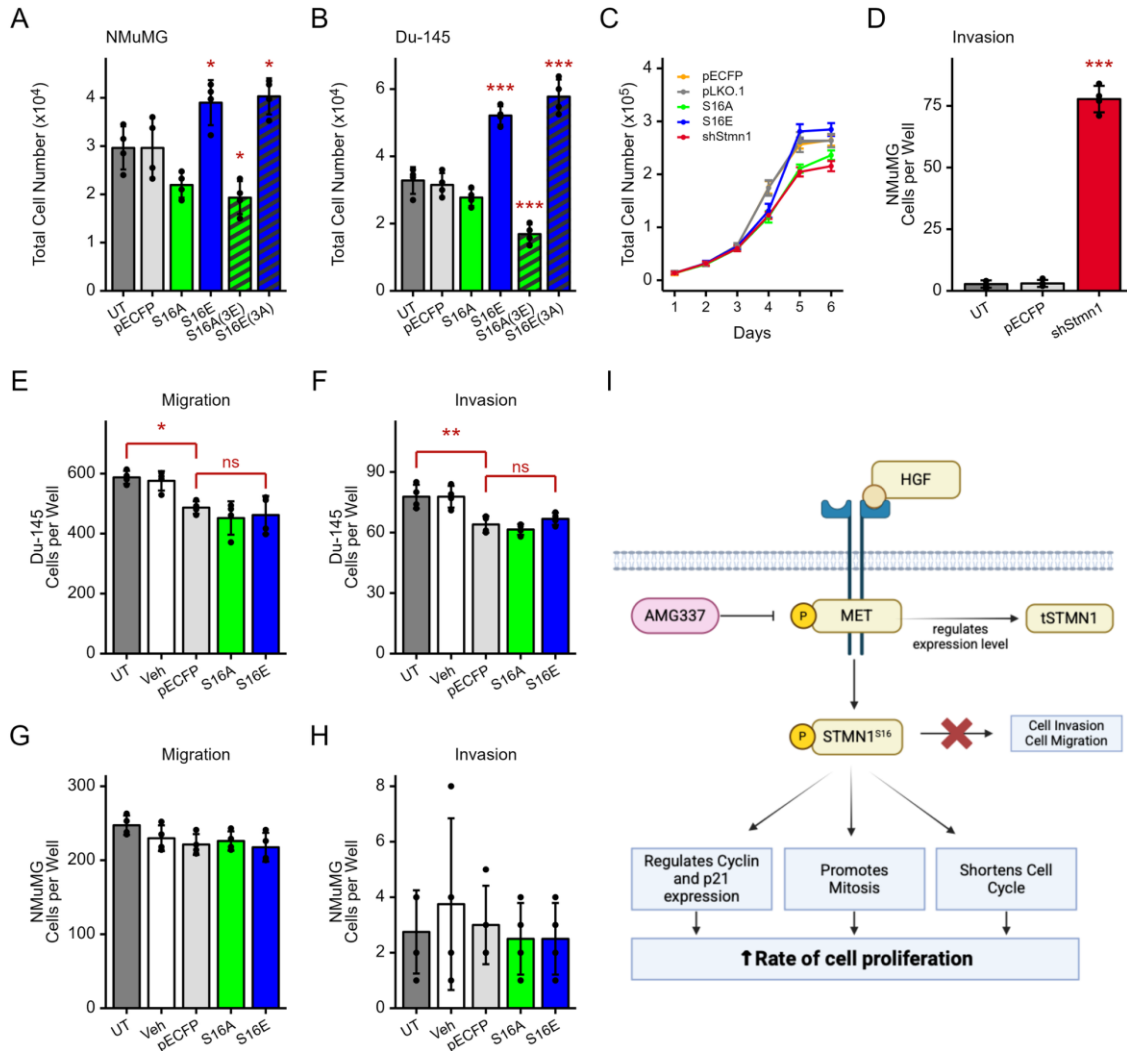 A
NMuMG
Total Cell Number (x10⁴)
4
3
2
1
0
*
*
*
UT
pECFP
S16A
S16E
S16A(3E)
S16E(3A)
B
Du-145
Total Cell Number (x10⁴)
6
4
2
0
***
***
***
UT
pECFP
S16A
S16E
S16A(3E)
S16E(3A)
C
Total Cell Number (x10⁵)
4
3
2
1
0
pECFP
pLKO.1
S16A
S16E
shStmn1
1 2 3 4 5 6
Days
D
Invasion
NMuMG
Cells per Well
75
50
25
0
***
UT
pECFP
shStmn1
E
Migration
Du-145
Cells per Well
600
400
200
0
*
ns
UT
Veh
pECFP
S16A
S16E
F
Invasion
Du-145
Cells per Well
90
60
30
0
**
ns
UT
Veh
pECFP
S16A
S16E
G
Migration
NMuMG
Cells per Well
300
200
100
0
UT
Veh
pECFP
S16A
S16E
H
Invasion
NMuMG
Cells per Well
8
6
4
2
0
UT
Veh
pECFP
S16A
S16E
I
HGF
AMG337
P
MET
regulates
expression level
tSTMN1
P
STMN1ˢ¹⁶
Cell Invasion
Cell Migration
Regulates Cyclin
and p21
expression
Promotes
Mitosis
Shortens Cell
Cycle
↑Rate of cell proliferation